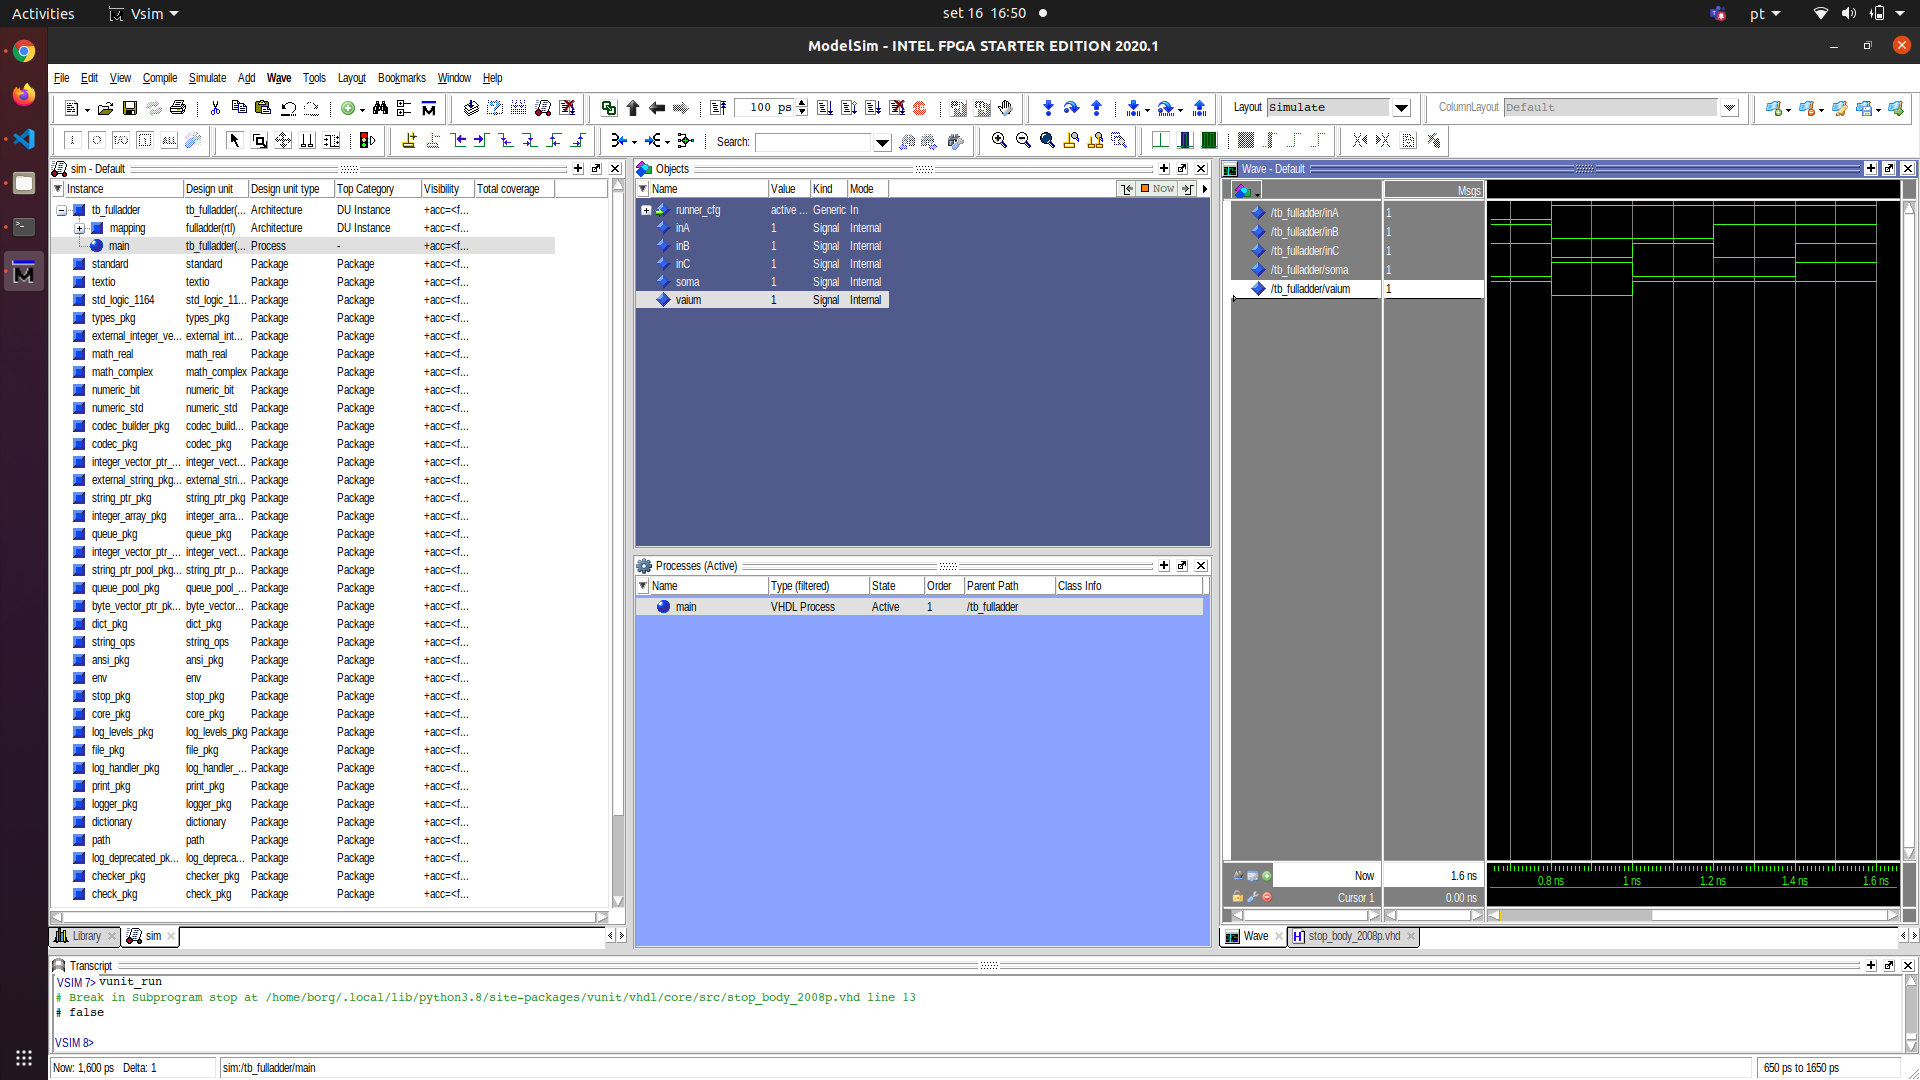 Activities
Vsim
set 16 16:50
pt
ModelSim - INTEL FPGA STARTER EDITION 2020.1
File Edit View Compile Simulate Add Wave Tools Layout Bookmarks Window Help
100 ps
Layout Simulate
ColumnLayout Default
Search:
sim - Default
Instance Design unit Design unit type Top Category Visibility Total coverage
tb_fulladder tb_fulladder(... Architecture DU Instance +acc=<f...
mapping fulladder(rtl) Architecture DU Instance +acc=<f...
main tb_fulladder(... Process - +acc=<f...
standard standard Package Package +acc=<f...
textio textio Package Package +acc=<f...
std_logic_1164 std_logic_11... Package Package +acc=<f...
types_pkg types_pkg Package Package +acc=<f...
external_integer_ve... external_int... Package Package +acc=<f...
math_real math_real Package Package +acc=<f...
math_complex math_complex Package Package +acc=<f...
numeric_bit numeric_bit Package Package +acc=<f...
numeric_std numeric_std Package Package +acc=<f...
codec_builder_pkg codec_build... Package Package +acc=<f...
codec_pkg codec_pkg Package Package +acc=<f...
integer_vector_ptr_... integer_vect... Package Package +acc=<f...
external_string_pkg... external_stri... Package Package +acc=<f...
string_ptr_pkg string_ptr_pkg Package Package +acc=<f...
integer_array_pkg integer_arra... Package Package +acc=<f...
queue_pkg queue_pkg Package Package +acc=<f...
integer_vector_ptr_... integer_vect... Package Package +acc=<f...
string_ptr_pool_pkg... string_ptr_p... Package Package +acc=<f...
queue_pool_pkg queue_pool_... Package Package +acc=<f...
byte_vector_ptr_pk... byte_vector... Package Package +acc=<f...
dict_pkg dict_pkg Package Package +acc=<f...
string_ops string_ops Package Package +acc=<f...
ansi_pkg ansi_pkg Package Package +acc=<f...
env env Package Package +acc=<f...
stop_pkg stop_pkg Package Package +acc=<f...
core_pkg core_pkg Package Package +acc=<f...
log_levels_pkg log_levels_pkg Package Package +acc=<f...
file_pkg file_pkg Package Package +acc=<f...
log_handler_pkg log_handler_... Package Package +acc=<f...
print_pkg print_pkg Package Package +acc=<f...
logger_pkg logger_pkg Package Package +acc=<f...
dictionary dictionary Package Package +acc=<f...
path path Package Package +acc=<f...
log_deprecated_pk... log_depreca... Package Package +acc=<f...
checker_pkg checker_pkg Package Package +acc=<f...
check_pkg check_pkg Package Package +acc=<f...
Library sim
Objects
Name Value Kind Mode
Now
runner_cfg active ... Generic In
inA 1 Signal Internal
inB 1 Signal Internal
inC 1 Signal Internal
soma 1 Signal Internal
vaium 1 Signal Internal
Processes (Active)
Name Type (filtered) State Order Parent Path Class Info
main VHDL Process Active 1 /tb_fulladder
Wave - Default
Msgs
/tb_fulladder/inA 1
/tb_fulladder/inB 1
/tb_fulladder/inC 1
/tb_fulladder/soma 1
/tb_fulladder/vaium 1
Now 1.6 ns
0.8 ns 1 ns 1.2 ns 1.4 ns 1.6 ns
Cursor 1 0.00 ns
Wave stop_body_2008p.vhd
Transcript
VSIM 7> vunit_run
# Break in Subprogram stop at /home/borg/.local/lib/python3.8/site-packages/vunit/vhdl/core/src/stop_body_2008p.vhd line 13
# false
VSIM 8>
Now: 1,600 ps Delta: 1
sim:/tb_fulladder/main
650 ps to 1650 ps